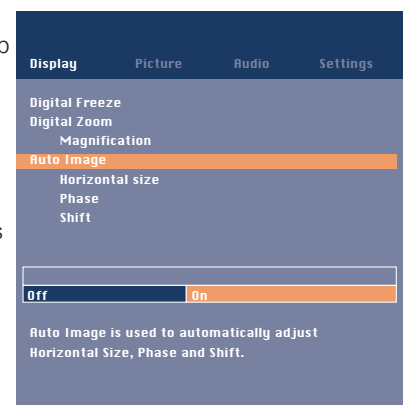 Display Picture Audio Settings
Digital Freeze
Digital Zoom
Magnification
Auto Image
Horizontal size
Phase
Shift
Off On
Auto Image is used to automatically adjust
Horizontal Size, Phase and Shift.